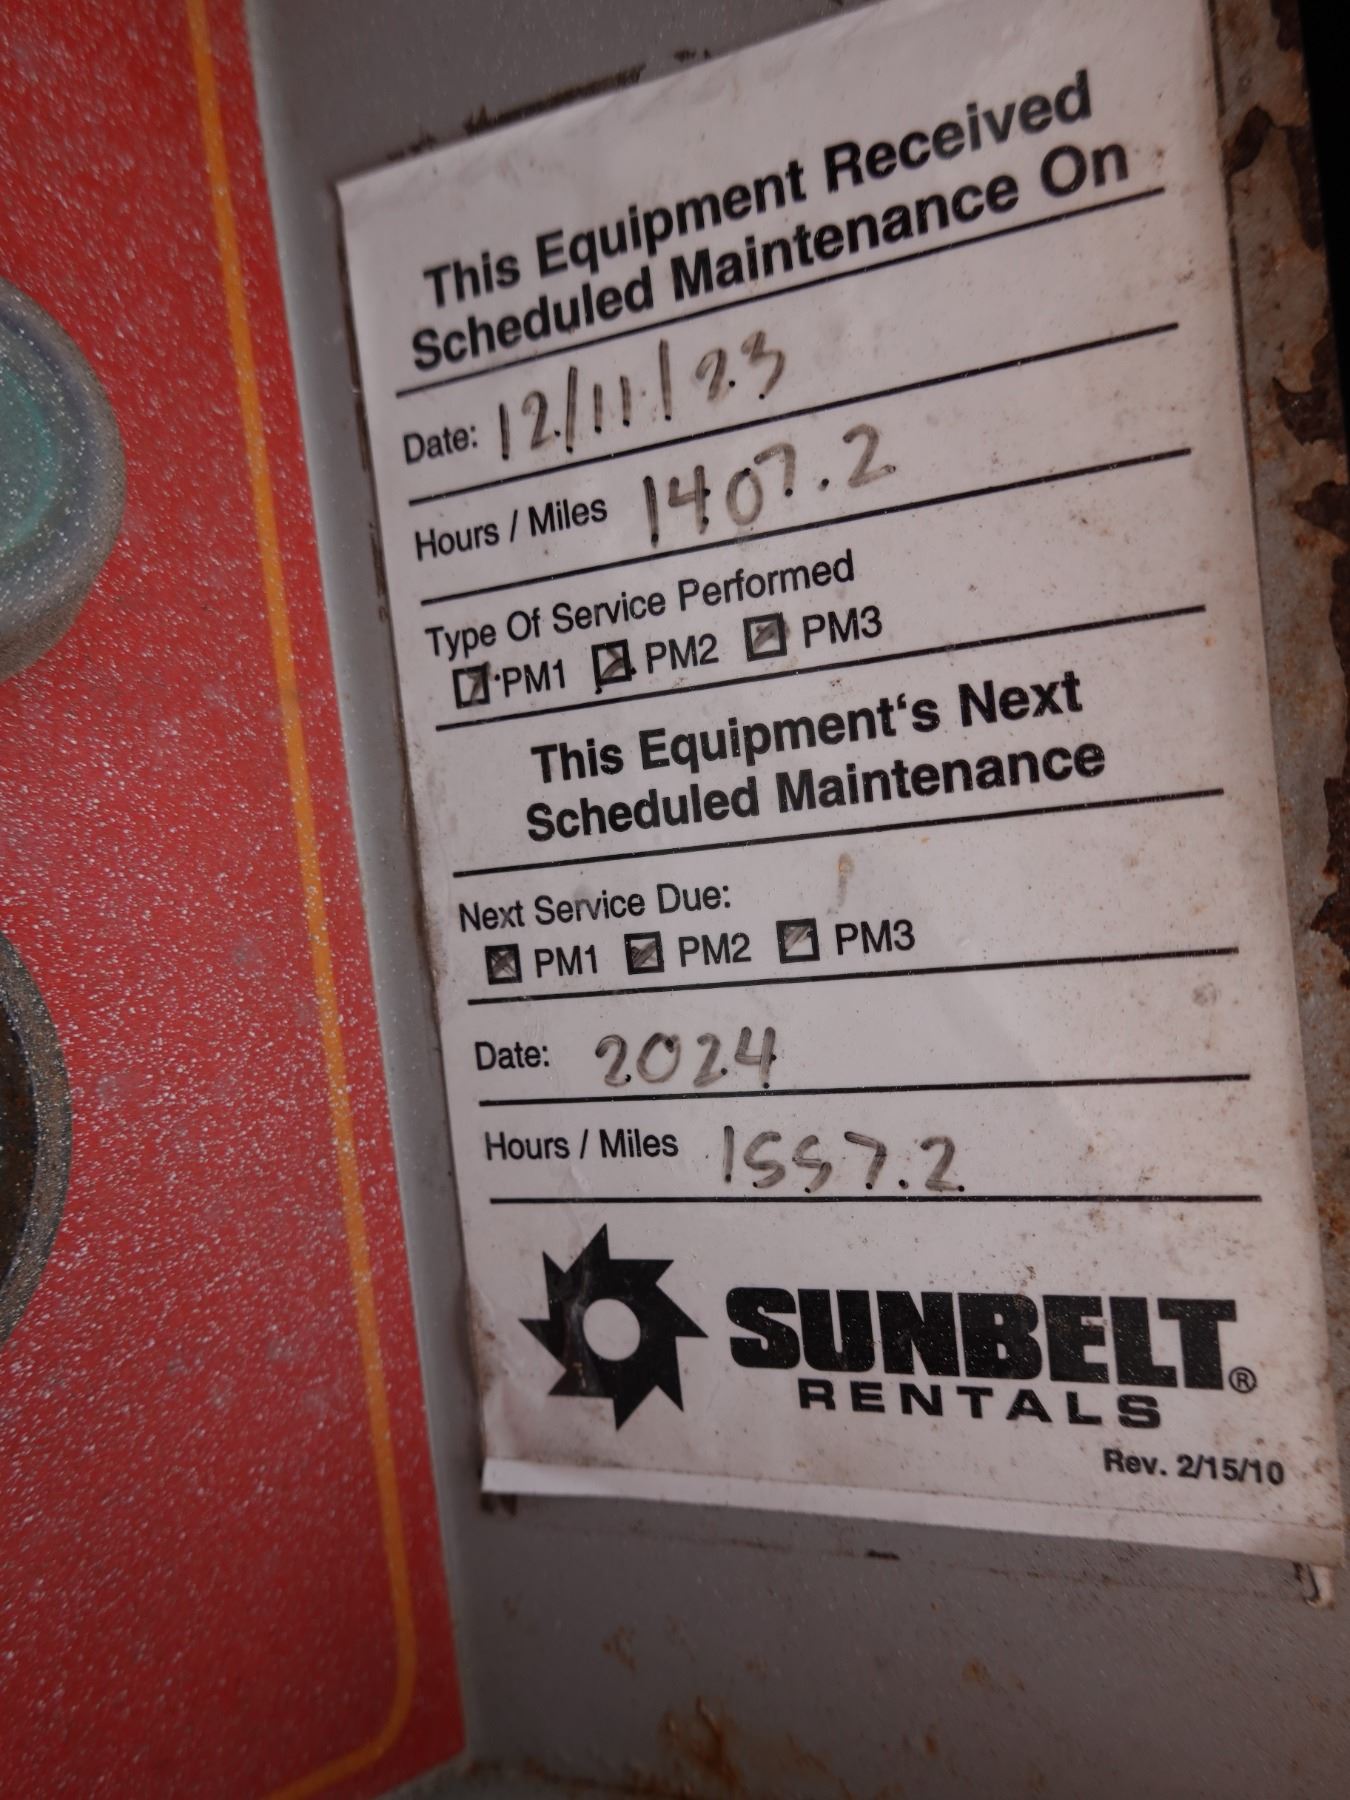 This Equipment Received
Scheduled Maintenance On
Date: 12/11/23
Hours / Miles 1407.2
Type Of Service Performed
PM1 PM2 PM3
This Equipment‘s Next
Scheduled Maintenance
Next Service Due:
PM1 PM2 PM3
Date: 2024
Hours / Miles 1557.2
SUNBELT®
RENTALS
Rev. 2/15/10